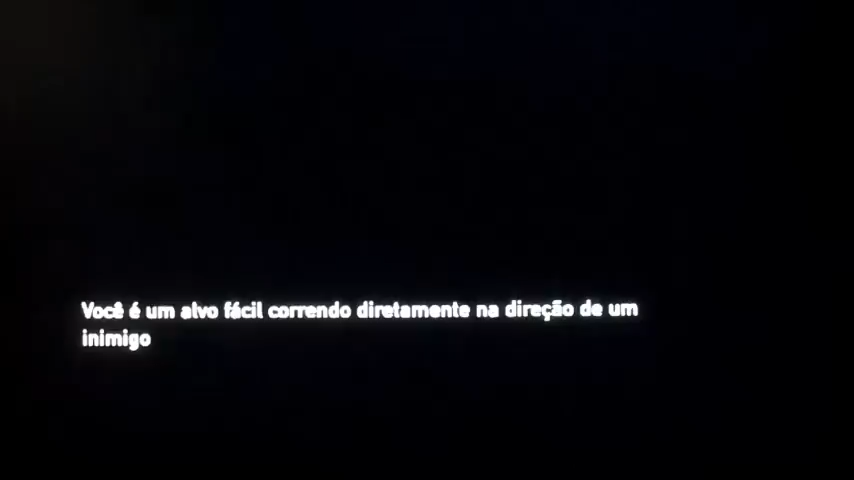 Você é um alvo fácil correndo diretamente na direção de um
inimigo